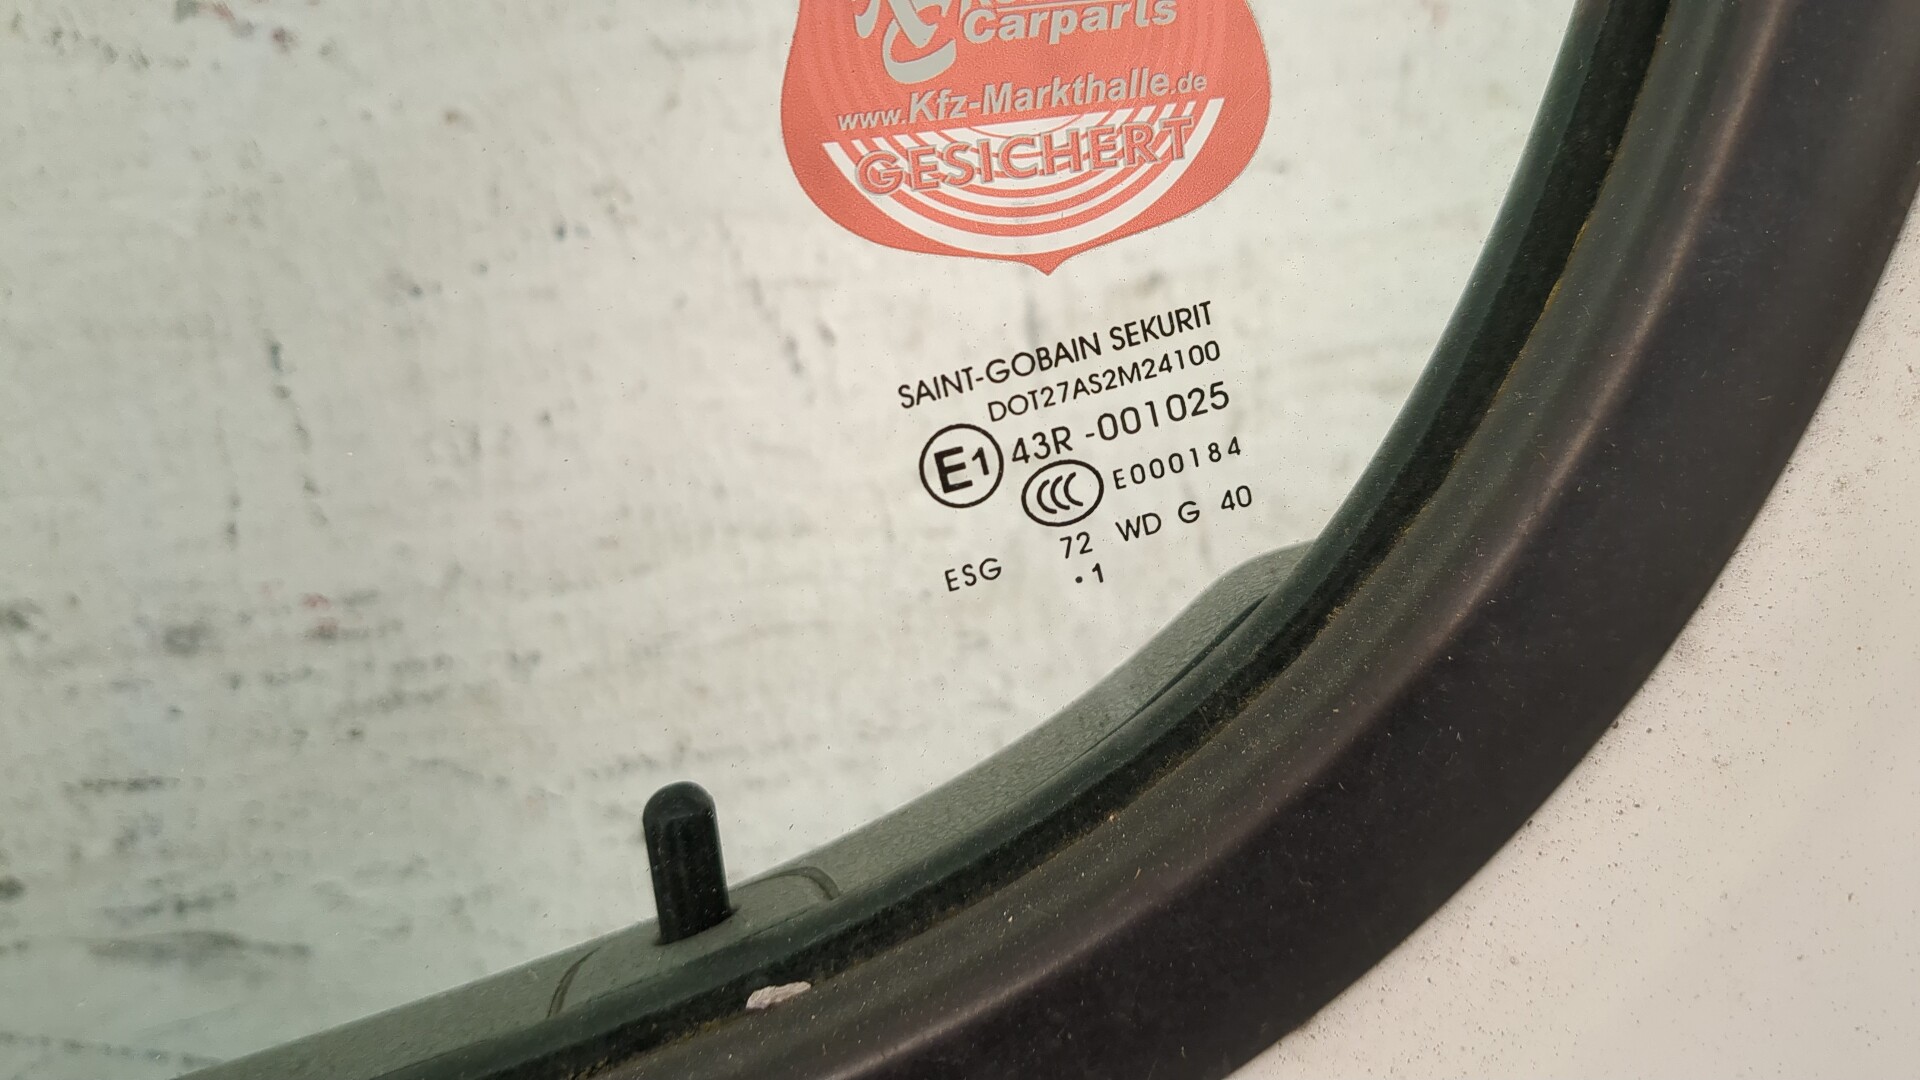 Carparts
www.Kfz-Markthalle.de
GESICHERT
SAINT-GOBAIN SEKURIT
DOT27AS2M24100
E1 43R -001025
CCC E000184
ESG 72 WD G 40
•1